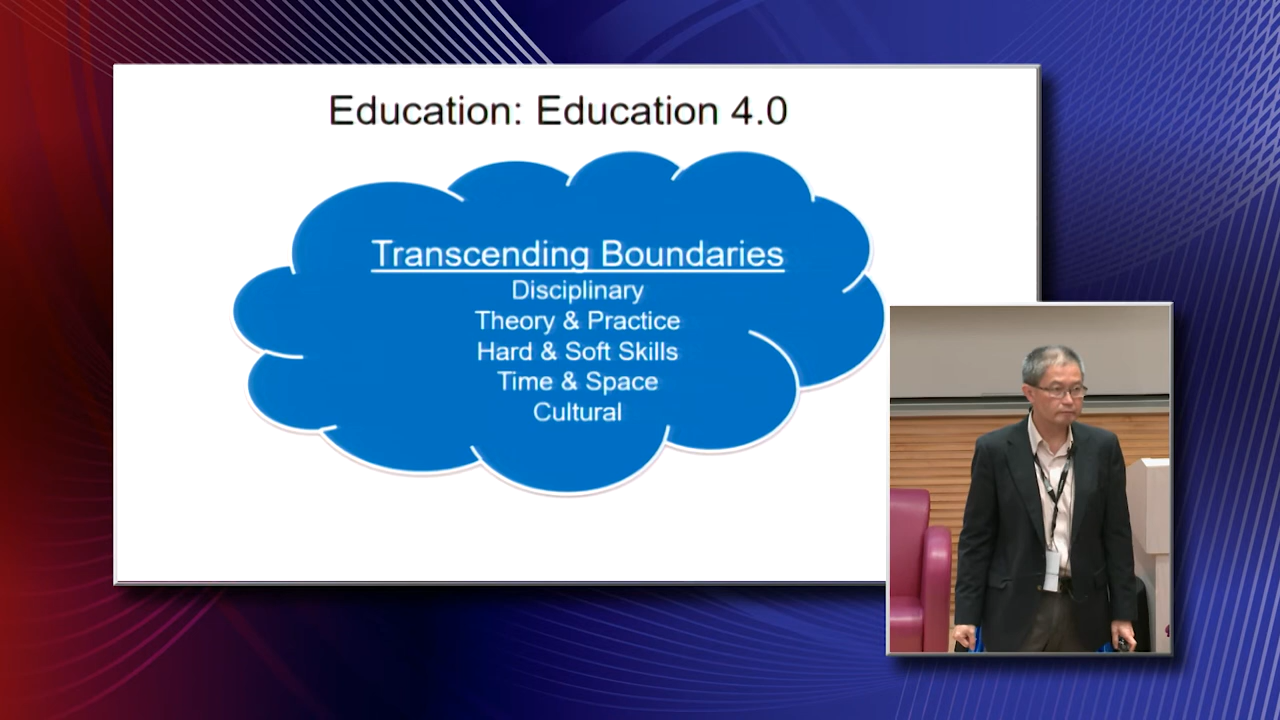 Education: Education 4.0
Transcending Boundaries
Disciplinary
Theory & Practice
Hard & Soft Skills
Time & Space
Cultural